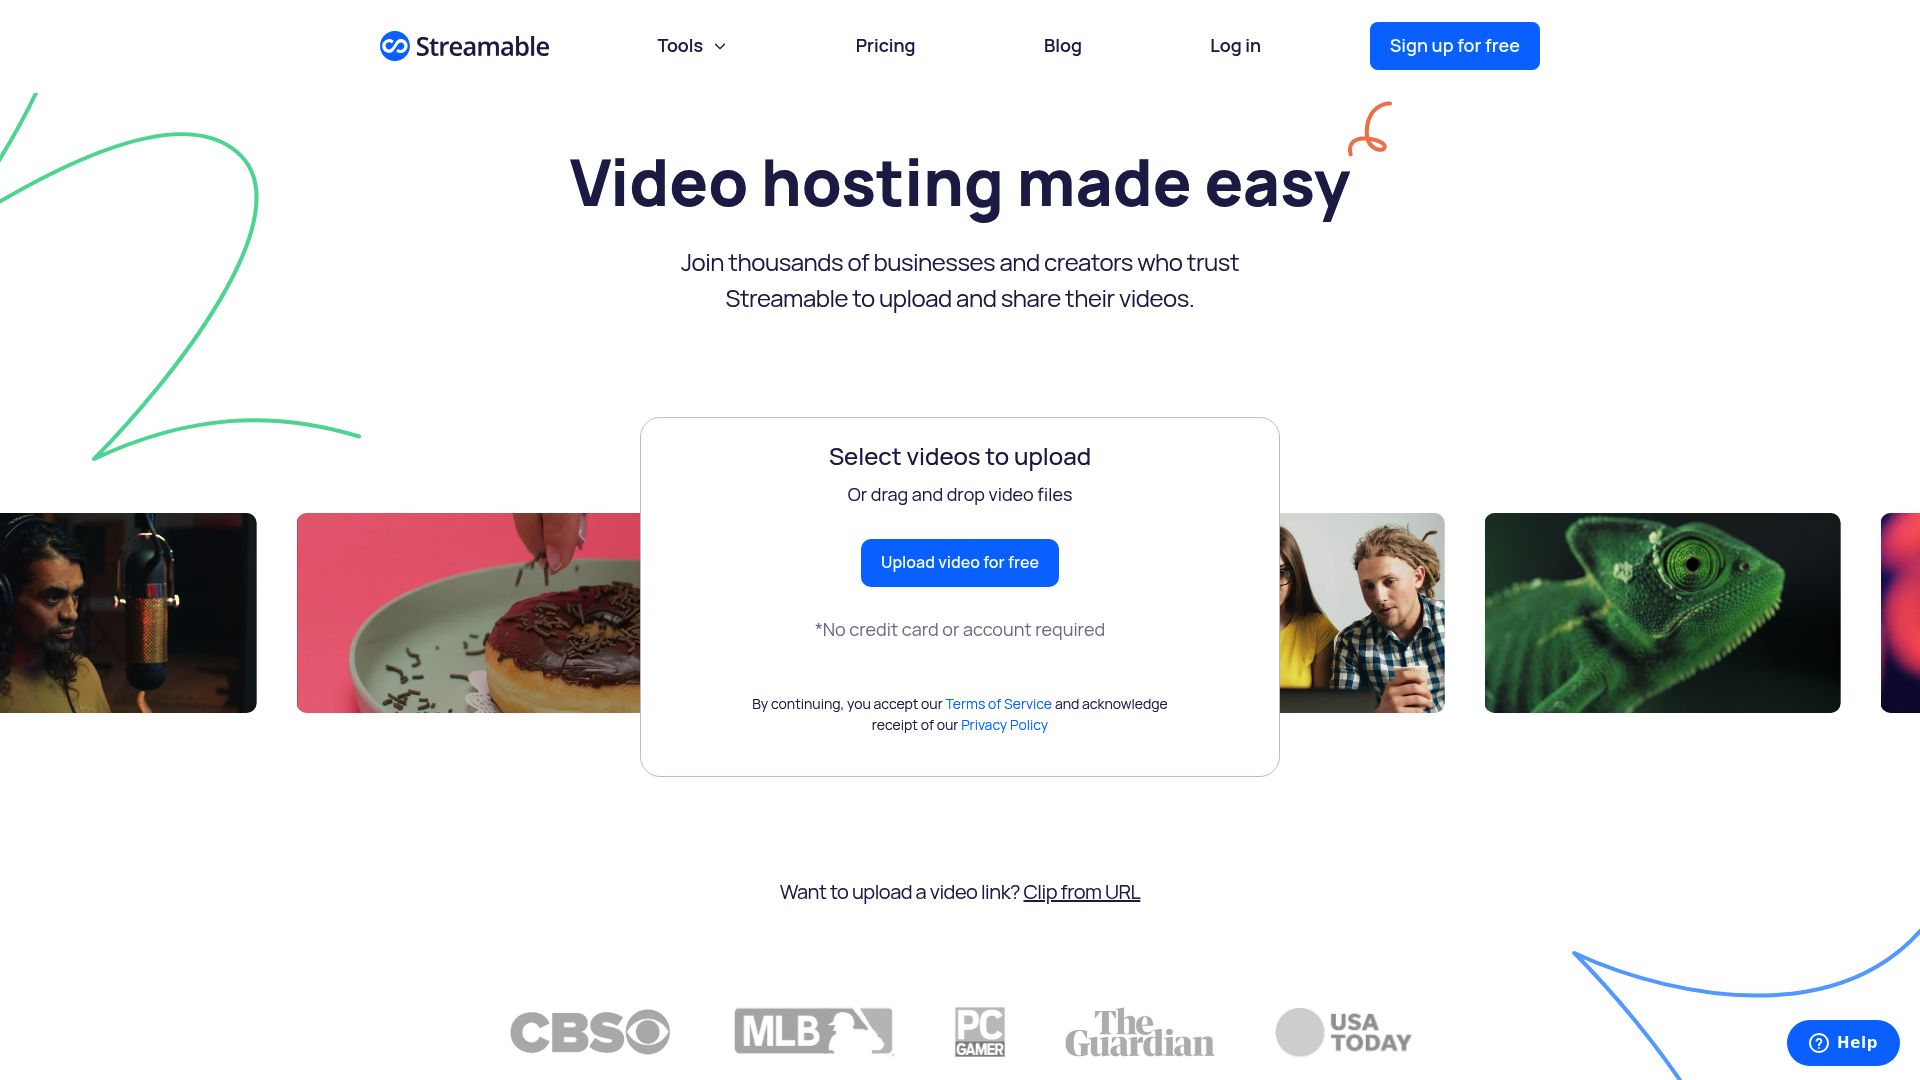 Streamable
Tools
Pricing
Blog
Log in
Sign up for free
Video hosting made easy
Join thousands of businesses and creators who trust
Streamable to upload and share their videos.
Select videos to upload
Or drag and drop video files
Upload video for free
*No credit card or account required
By continuing, you accept our Terms of Service and acknowledge
receipt of our Privacy Policy
Want to upload a video link? Clip from URL
CBS
MLB
PC
GAMER
The
Guardian
USA
TODAY
Help